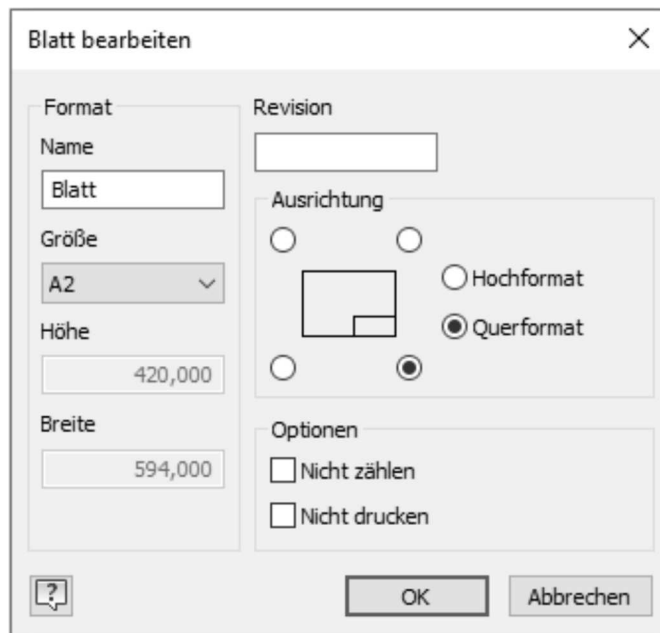 Blatt bearbeiten
Format
Name
Blatt
Größe
A2
Höhe
420,000
Breite
594,000
Revision
Ausrichtung
Hochformat
Querformat
Optionen
Nicht zählen
Nicht drucken
?
OK
Abbrechen